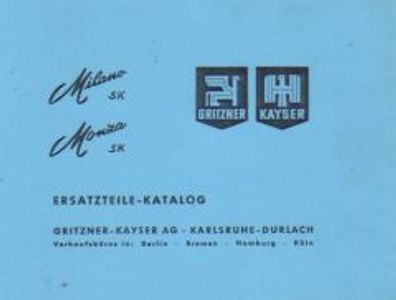 Milano
SK
GRITZNER KAYSER
Monza
SK
ERSATZTEILE-KATALOG
GRITZNER-KAYSER AG - KARLSRUHE-DURLACH
Verkaufsbüros in: Berlin - Bremen - Hamburg - Köln